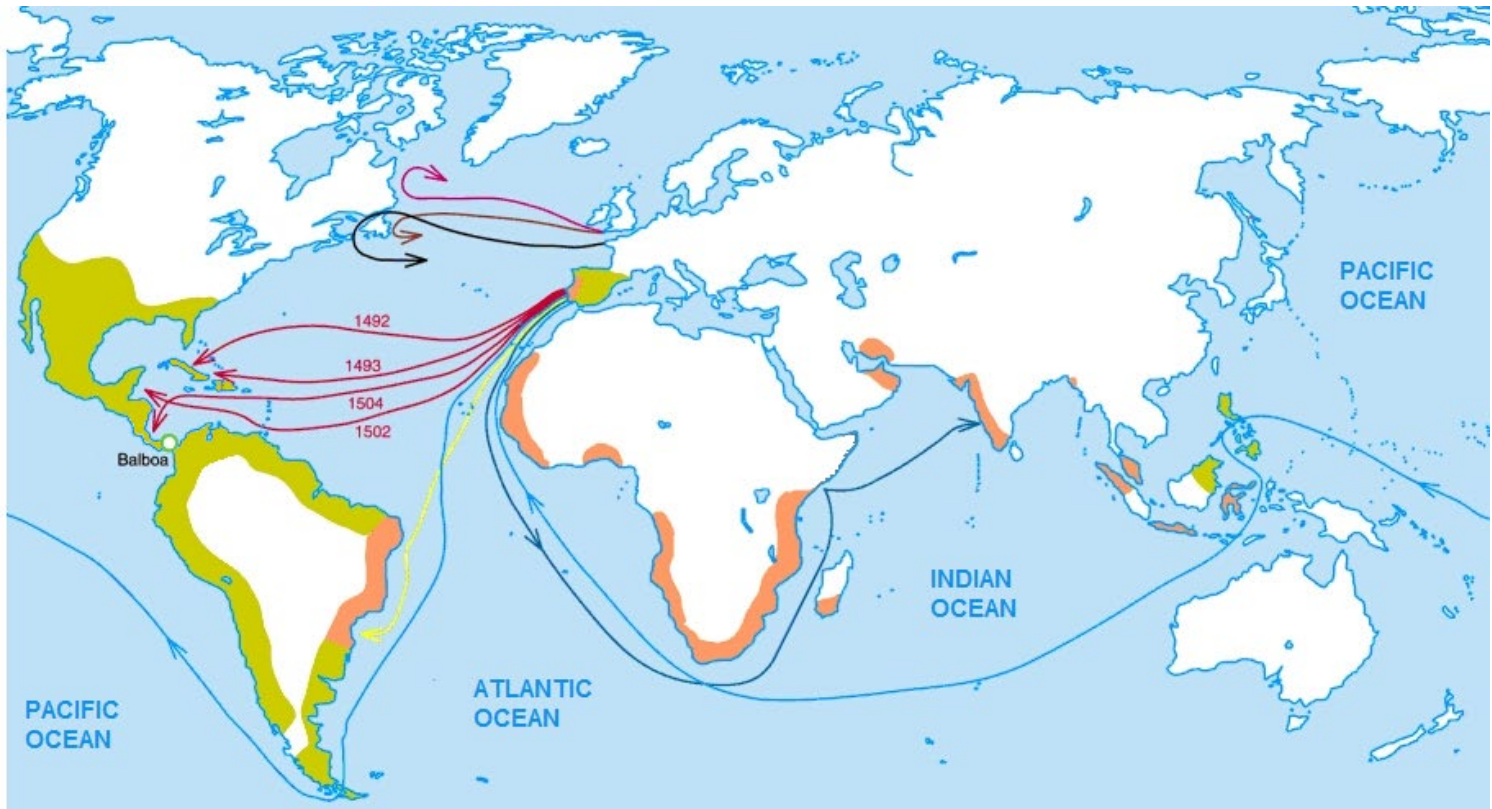 PACIFIC
OCEAN
1492
1493
1504
1502
Balboa
INDIAN
OCEAN
ATLANTIC
OCEAN
PACIFIC
OCEAN